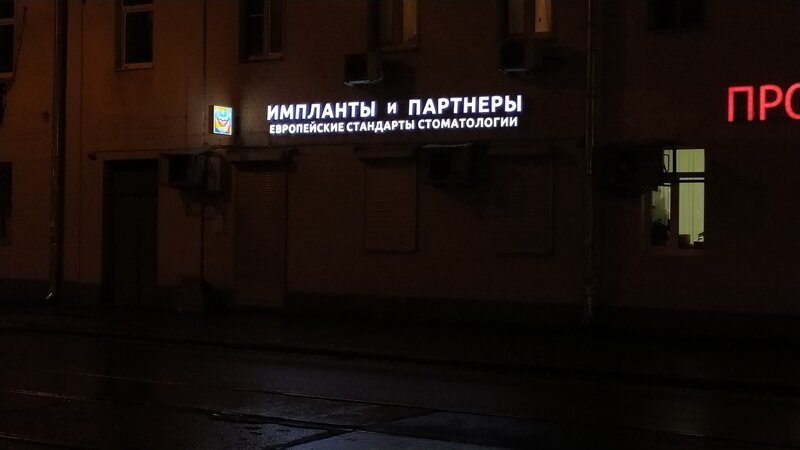 ИМПЛАНТЫ и ПАРТНЕРЫ
ЕВРОПЕЙСКИЕ СТАНДАРТЫ СТОМАТОЛОГИИ
ПРО